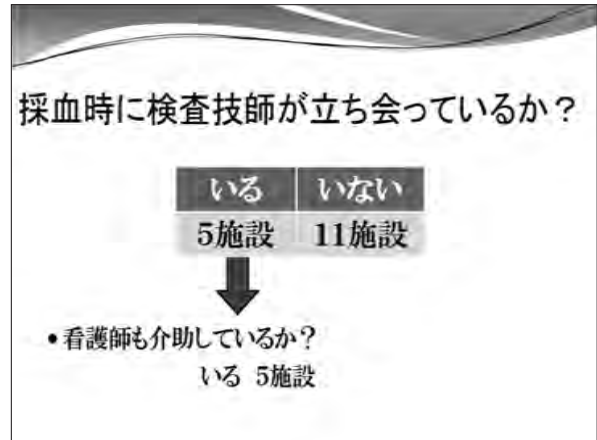 採血時に検査技師が立ち会っているか？
いる いない
5施設 11施設
•看護師も介助しているか？
いる 5施設